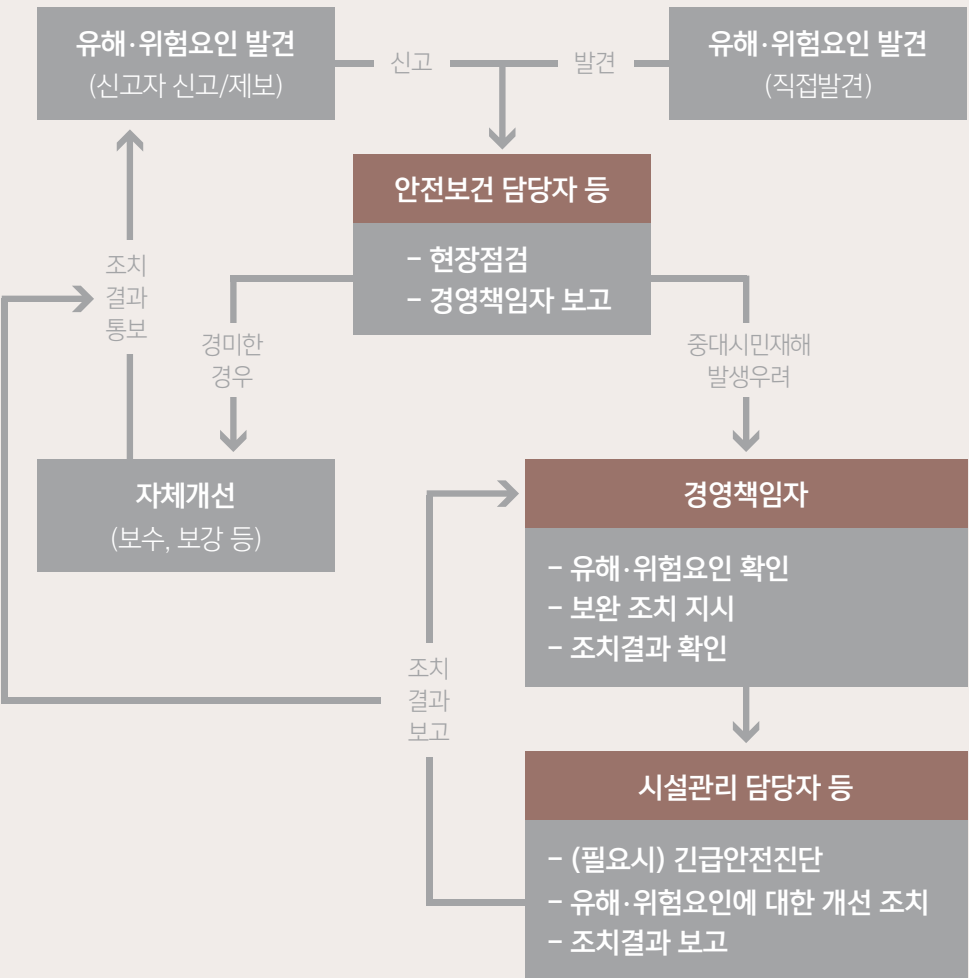 유해·위험요인 발견
(신고자 신고/제보)
신고
발견
유해·위험요인 발견
(직접발견)
안전보건 담당자 등
- 현장점검
- 경영책임자 보고
조치
결과
통보
경미한
경우
중대시민재해
발생우려
자체개선
(보수, 보강 등)
경영책임자
- 유해·위험요인 확인
- 보완 조치 지시
- 조치결과 확인
조치
결과
보고
시설관리 담당자 등
- (필요시) 긴급안전진단
- 유해·위험요인에 대한 개선 조치
- 조치결과 보고